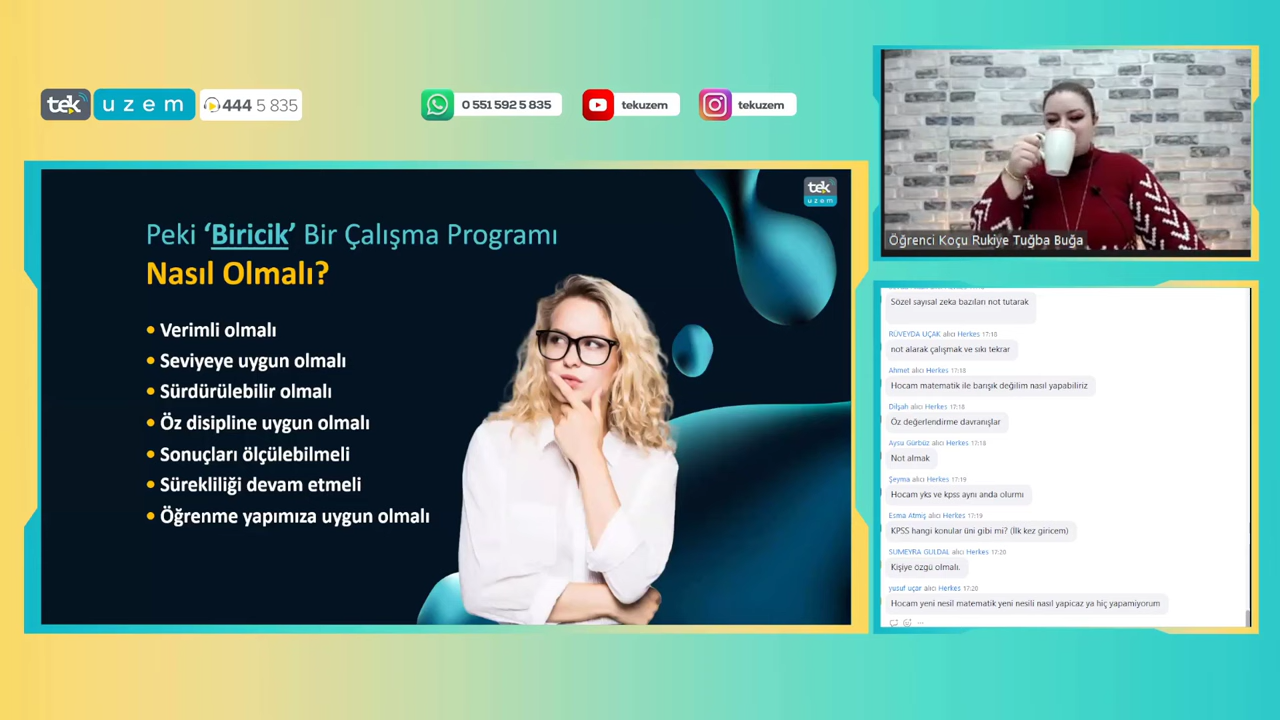 tek uzem 444 5 835
0 551 592 5 835
tekuzem
tekuzem
tek
uzem
Peki ‘Biricik’ Bir Çalışma Programı
Nasıl Olmalı?
• Verimli olmalı
• Seviyeye uygun olmalı
• Sürdürülebilir olmalı
• Öz disipline uygun olmalı
• Sonuçları ölçülebilmeli
• Sürekliliği devam etmeli
• Öğrenme yapımıza uygun olmalı
Öğrenci Koçu Rukiye Tuğba Buğa
Sözel sayısal zeka bazıları not tutarak
RÜVEYDA UÇAK alıcı Herkes 17:18
not alarak çalışmak ve sıkı tekrar
Ahmet alıcı Herkes 17:18
Hocam matematik ile barışık değilim nasıl yapabiliriz
Dilşah alıcı Herkes 17:18
Öz değerlendirme davranışlar
Aysu Gürbüz alıcı Herkes 17:18
Not almak
Şeyma alıcı Herkes 17:19
Hocam yks ve kpss aynı anda olurmı
Esma Atmiş alıcı Herkes 17:19
KPSS hangi konular üni gibi mi? (İlk kez giricem)
SUMEYRA GULDAL alıcı Herkes 17:20
Kişiye özgü olmalı.
yusuf uçar alıcı Herkes 17:20
Hocam yeni nesil matematik yeni nesili nasıl yapicaz ya hiç yapamiyorum